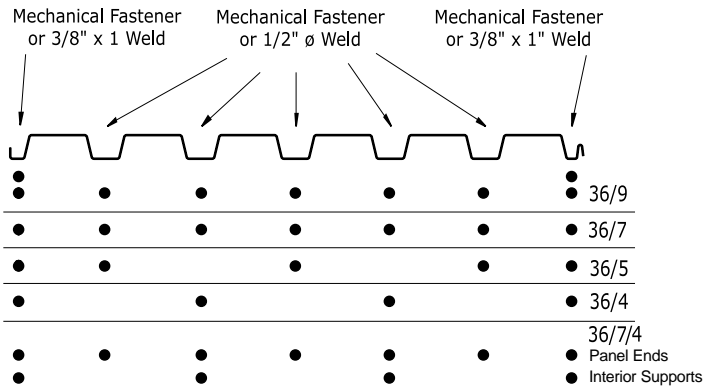 Mechanical Fastener
or 3/8" x 1 Weld
Mechanical Fastener
or 1/2" ø Weld
Mechanical Fastener
or 3/8" x 1" Weld
36/9
36/7
36/5
36/4
36/7/4
Panel Ends
Interior Supports